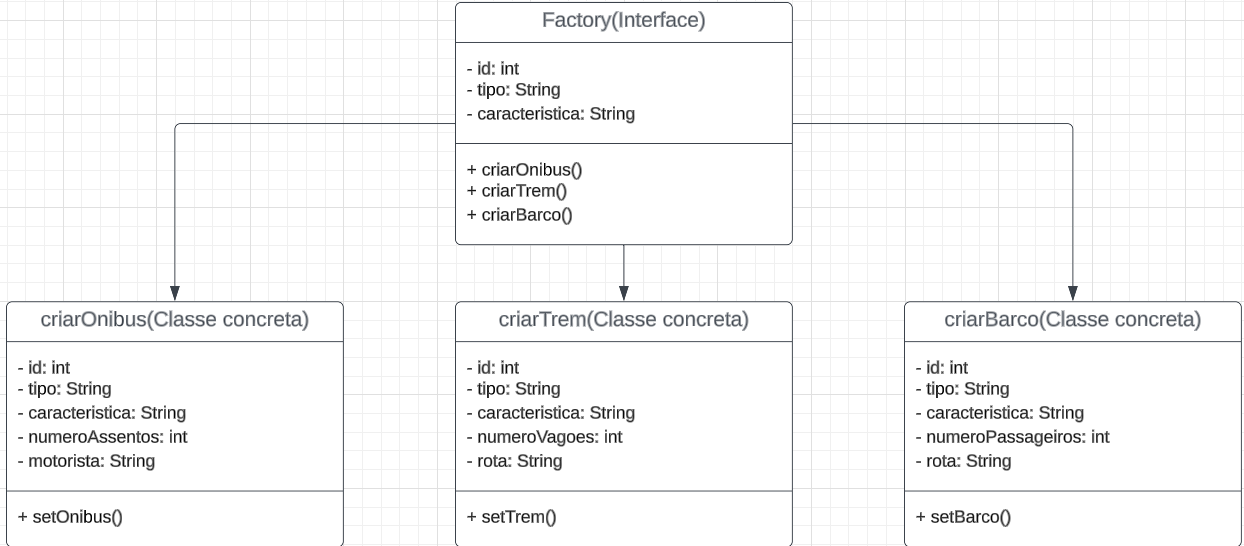 Factory(Interface)
- id: int
- tipo: String
- caracteristica: String
+ criarOnibus()
+ criarTrem()
+ criarBarco()
criarOnibus(Classe concreta)
- id: int
- tipo: String
- caracteristica: String
- numeroAssentos: int
- motorista: String
+ setOnibus()
criarTrem(Classe concreta)
- id: int
- tipo: String
- caracteristica: String
- numeroVagoes: int
- rota: String
+ setTrem()
criarBarco(Classe concreta)
- id: int
- tipo: String
- caracteristica: String
- numeroPassageiros: int
- rota: String
+ setBarco()